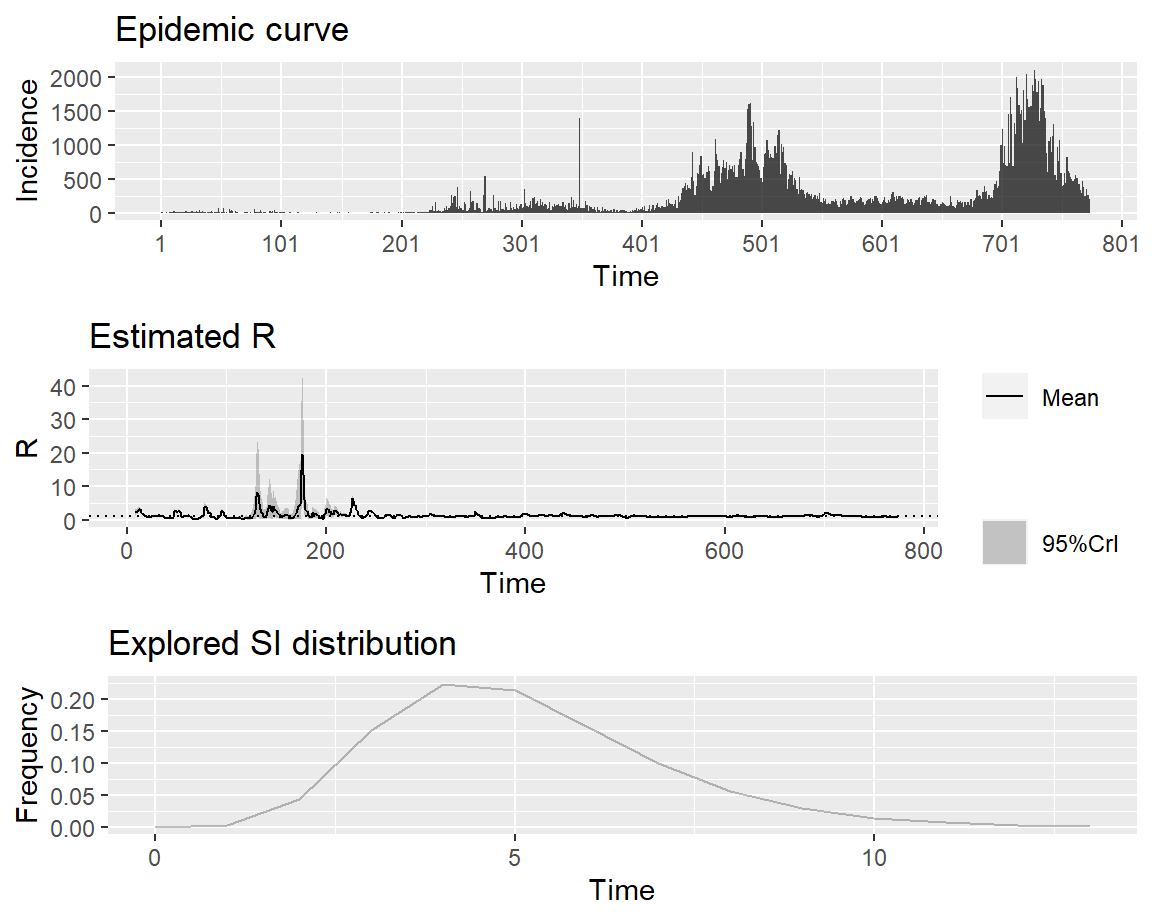 Epidemic curve
Incidence
2000
1500
1000
500
0
1 101 201 301 401 501 601 701 801
Time
Estimated R
R
40
30
20
10
0
0 200 400 600 800
Time
Mean
95%CrI
Explored SI distribution
Frequency
0.20
0.15
0.10
0.05
0.00
0 5 10
Time